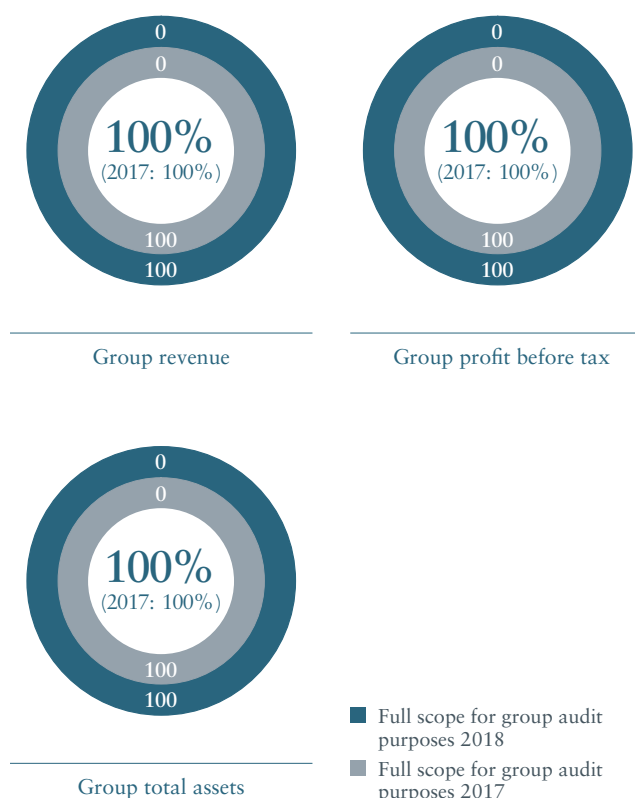 0
0
100%
(2017: 100%)
100
100
Group revenue
0
0
100%
(2017: 100%)
100
100
Group profit before tax
0
0
100%
(2017: 100%)
100
100
Group total assets
Full scope for group audit
purposes 2018
Full scope for group audit
purposes 2017